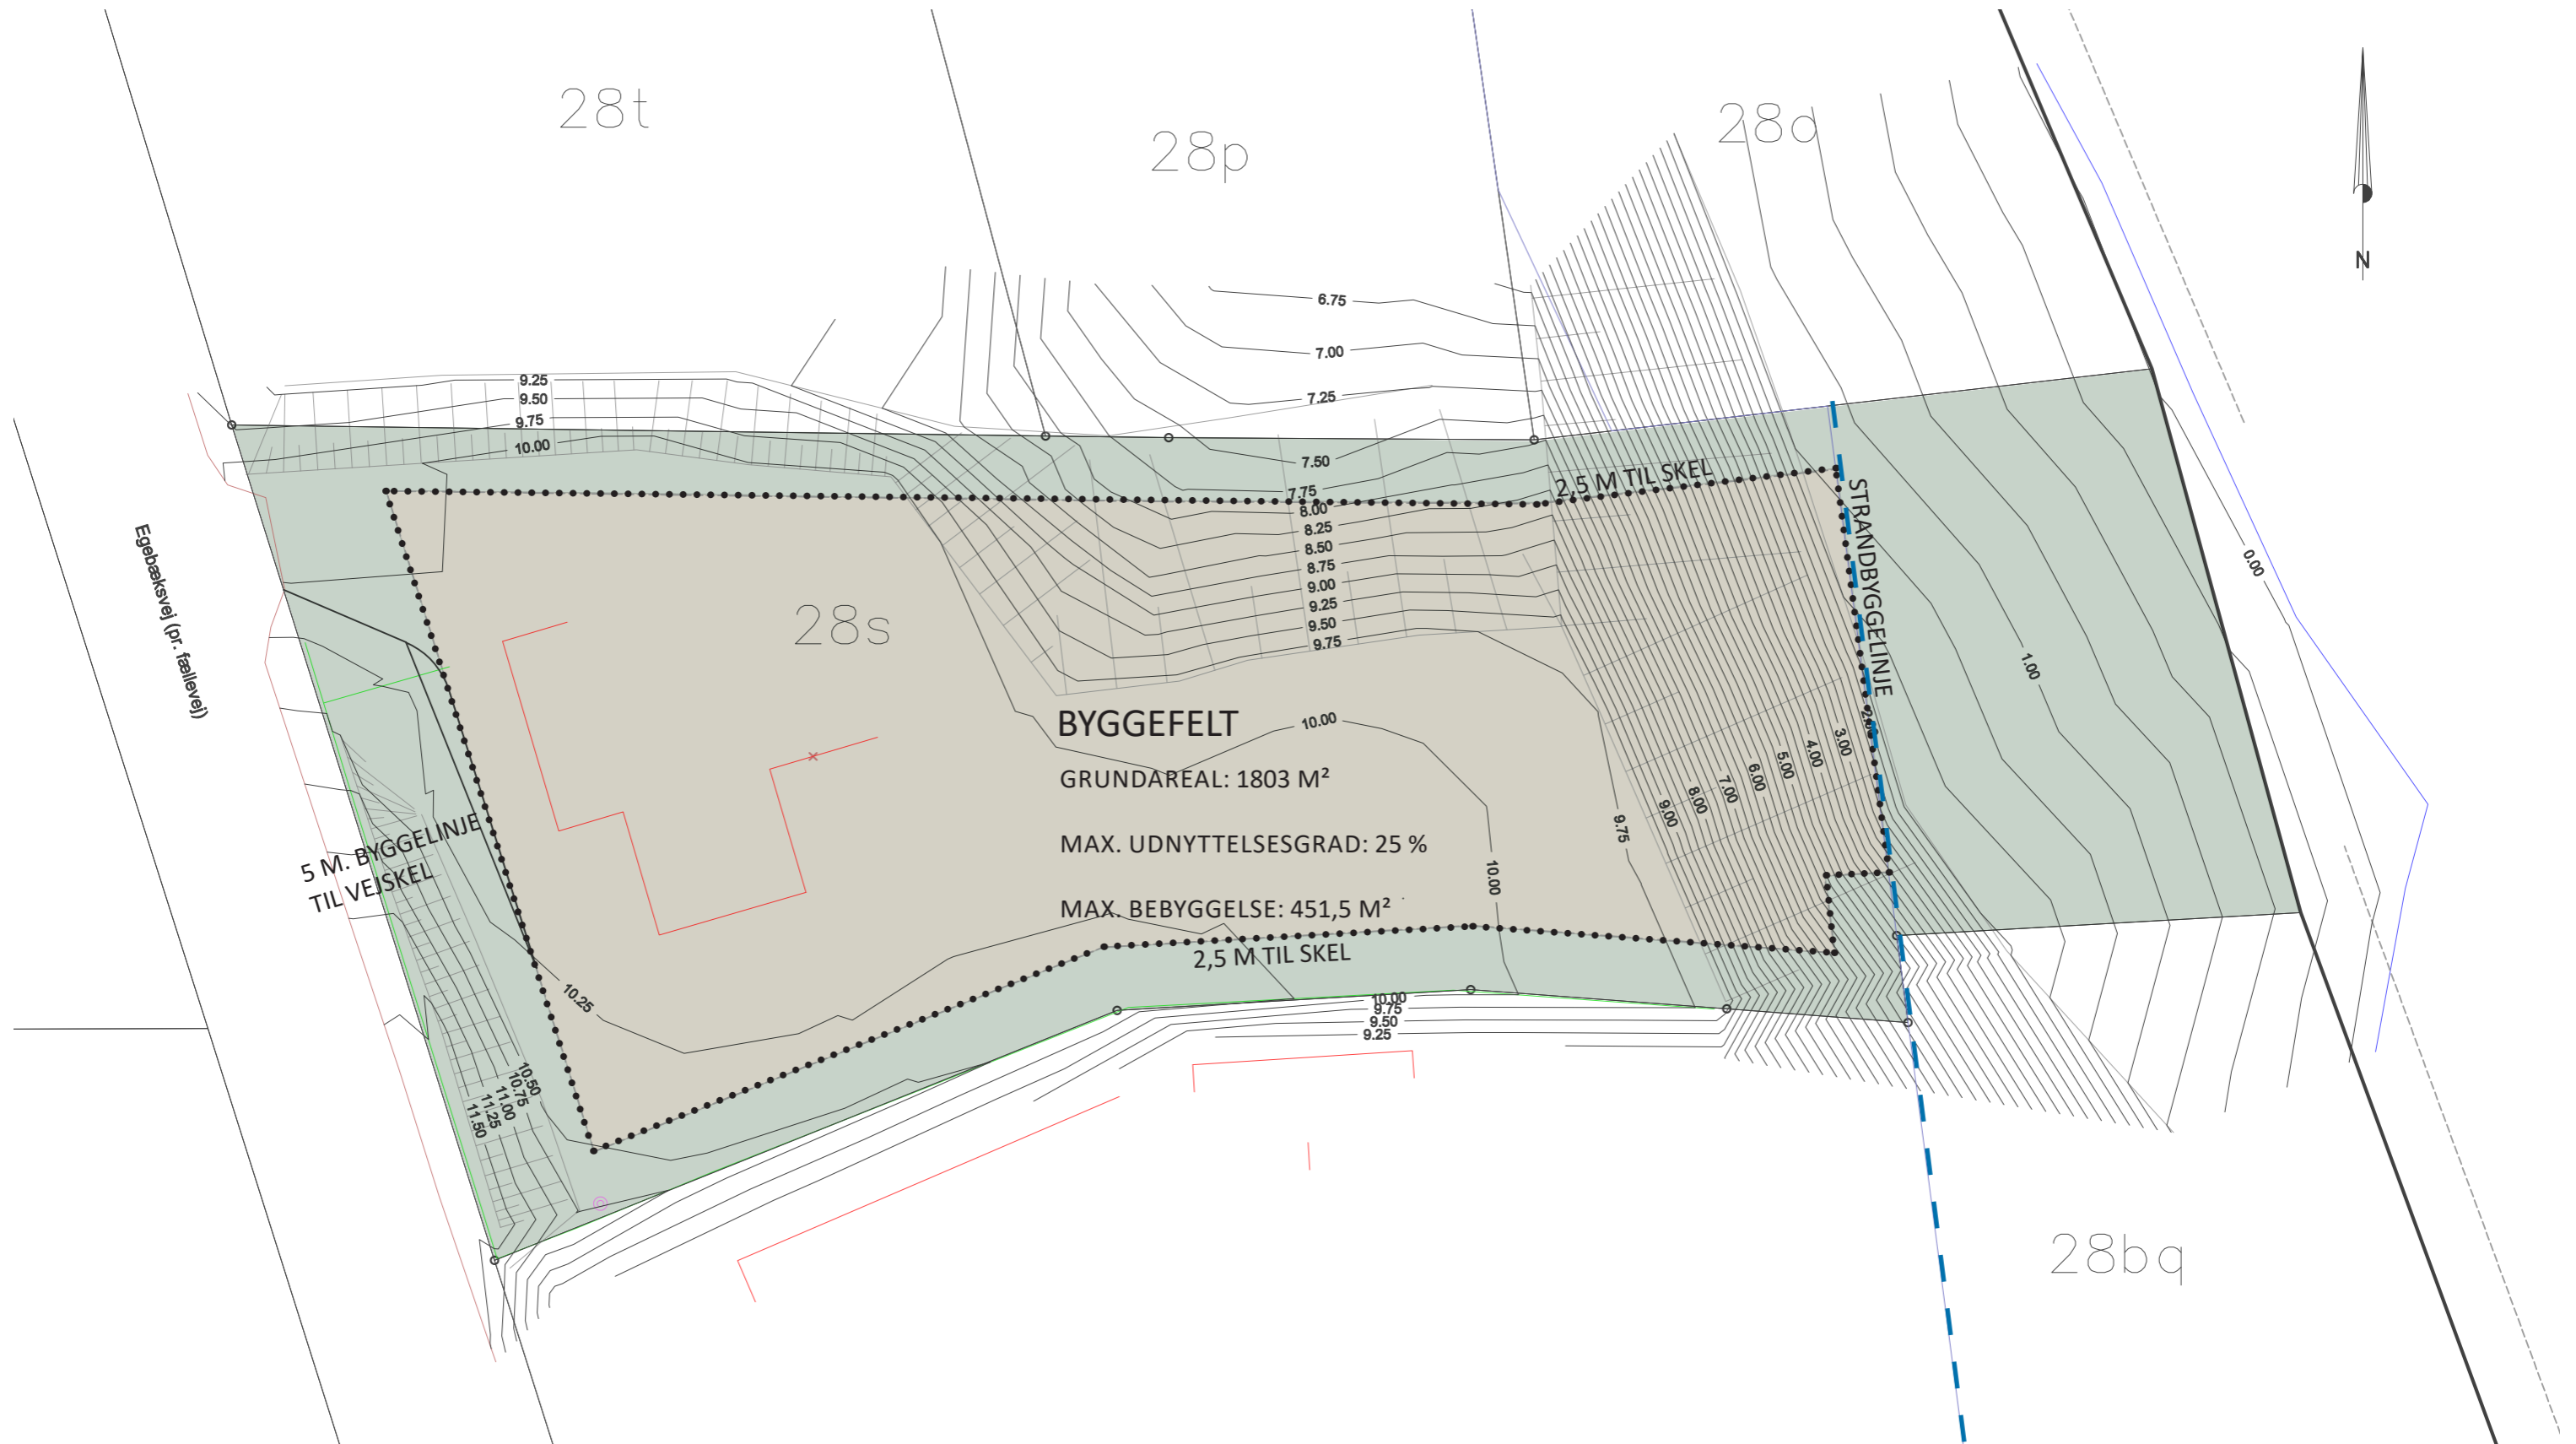 28t
28p
28d
N
6.75
7.00
7.25
9.25
9.50
9.75
10.00
7.50
7.75
8.00
8.25
8.50
8.75
9.00
9.25
9.50
9.75
2,5 M TIL SKEL
STRANDBYGGELINJE
0.00
1.00
Egebæksvej (pr. fællevej)
28s
BYGGEFELT
10.00
GRUNDAREAL: 1803 M²
MAX. UDNYTTELSESGRAD: 25 %
MAX. BEBYGGELSE: 451,5 M²
9.75
10.00
9.00
8.00
7.00
6.00
5.00
4.00
3.00
5 M. BYGGELINJE
TIL VEJSKEL
2,5 M TIL SKEL
10.25
10.00
9.75
9.50
9.25
10.50
10.75
11.00
11.25
11.50
28bq